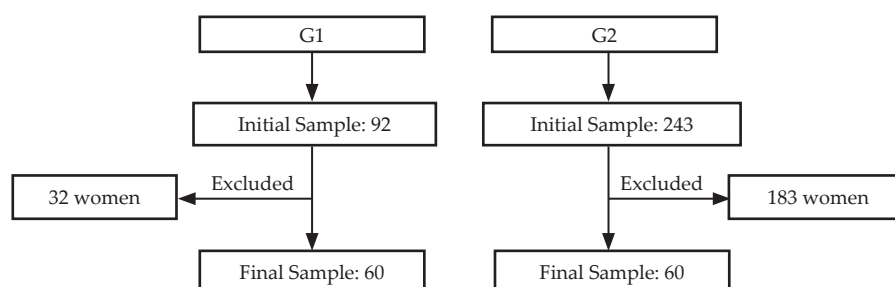 G1
G2
Initial Sample: 92
Initial Sample: 243
Excluded
Excluded
32 women
183 women
Final Sample: 60
Final Sample: 60